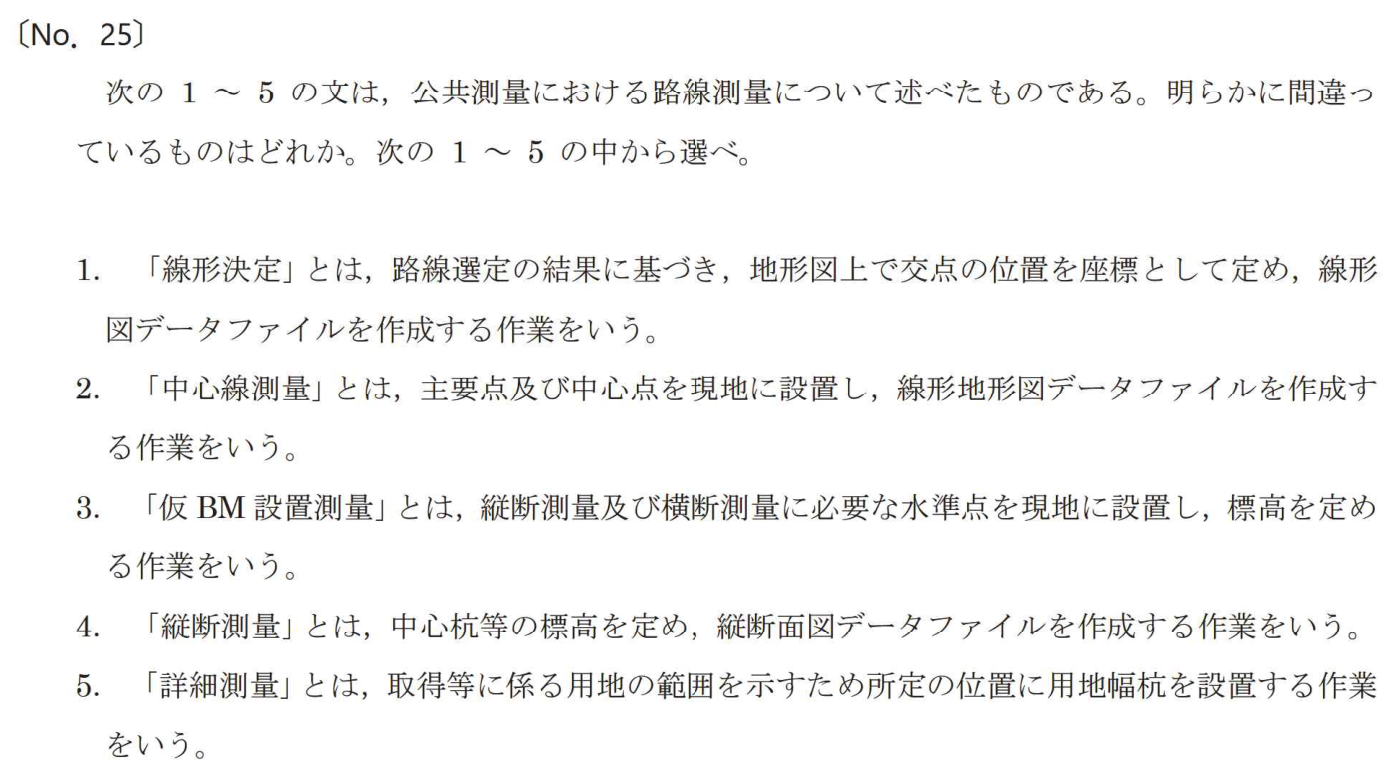 〔No. 25〕
次の 1 ~ 5 の文は，公共測量における路線測量について述べたものである。明らかに間違っ
ているものはどれか。次の 1 ~ 5 の中から選べ。
1. 「線形決定」とは，路線選定の結果に基づき，地形図上で交点の位置を座標として定め，線形
図データファイルを作成する作業をいう。
2. 「中心線測量」とは，主要点及び中心点を現地に設置し，線形地形図データファイルを作成す
る作業をいう。
3. 「仮 BM 設置測量」とは，縦断測量及び横断測量に必要な水準点を現地に設置し，標高を定め
る作業をいう。
4. 「縦断測量」とは，中心杭等の標高を定め，縦断面図データファイルを作成する作業をいう。
5. 「詳細測量」とは，取得等に係る用地の範囲を示すため所定の位置に用地幅杭を設置する作業
をいう。